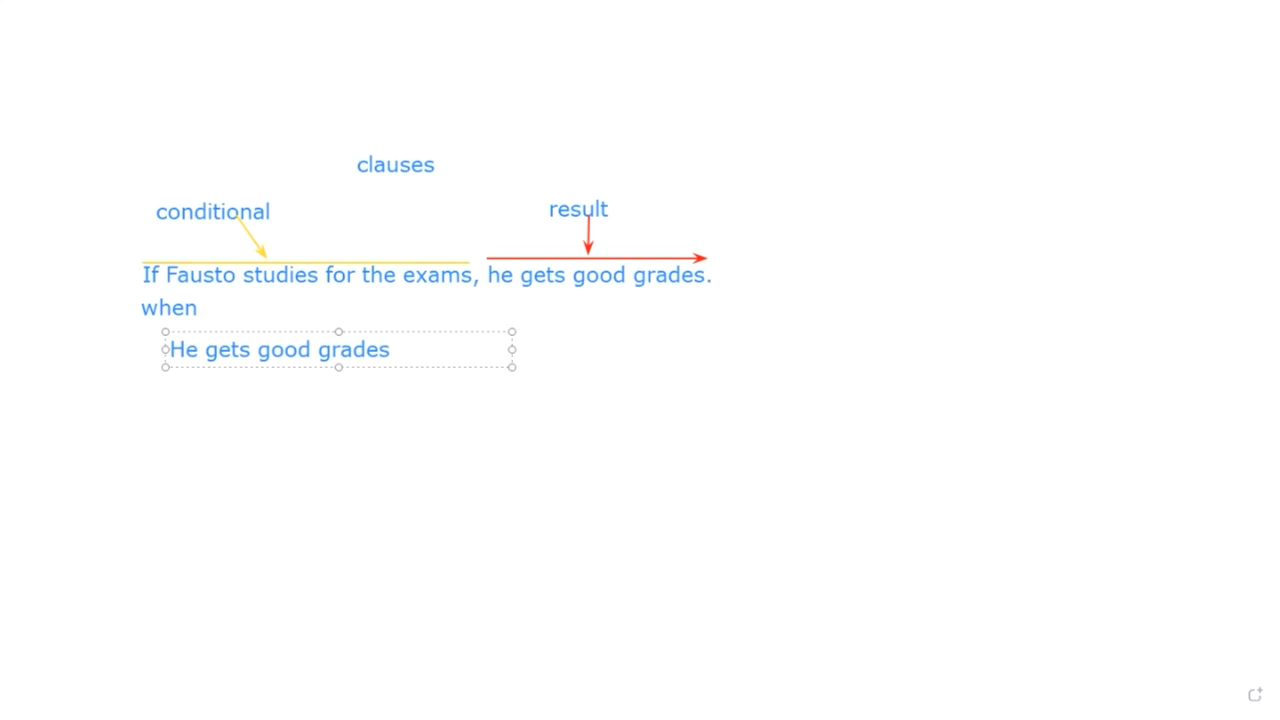 clauses
conditional
result
If Fausto studies for the exams, he gets good grades.
when
He gets good grades